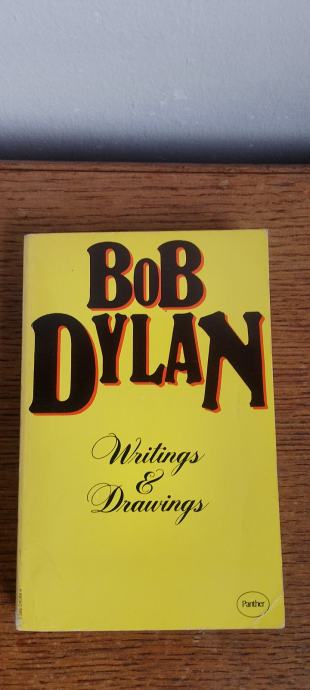 BOB
DYLAN
Writings
&
Drawings
Panther